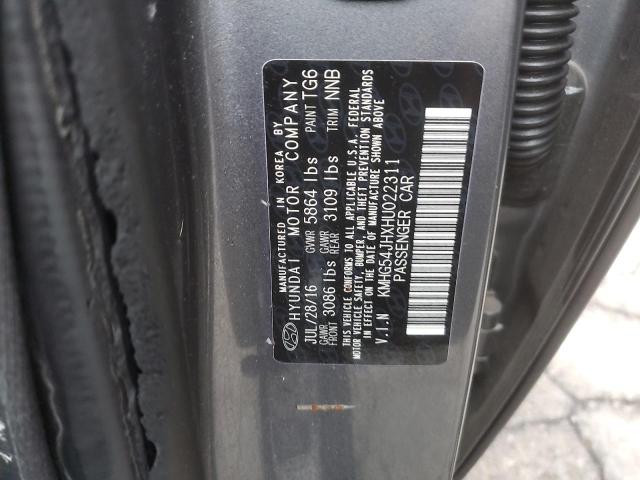 MANUFACTURED IN KOREA BY
HYUNDAI MOTOR COMPANY
JUL/28/16 GVWR 5864 lbs PAINT TG6
GAWR FRONT 3086 lbs GAWR REAR 3109 lbs TRIM NNB
THIS VEHICLE CONFORMS TO ALL APPLICABLE U.S.A. FEDERAL
MOTOR VEHICLE SAFETY, BUMPER, AND THEFT PREVENTION STANDARDS
IN EFFECT ON THE DATE OF MANUFACTURE SHOWN ABOVE
V.I.N KMHG54JHXHU022311
PASSENGER CAR